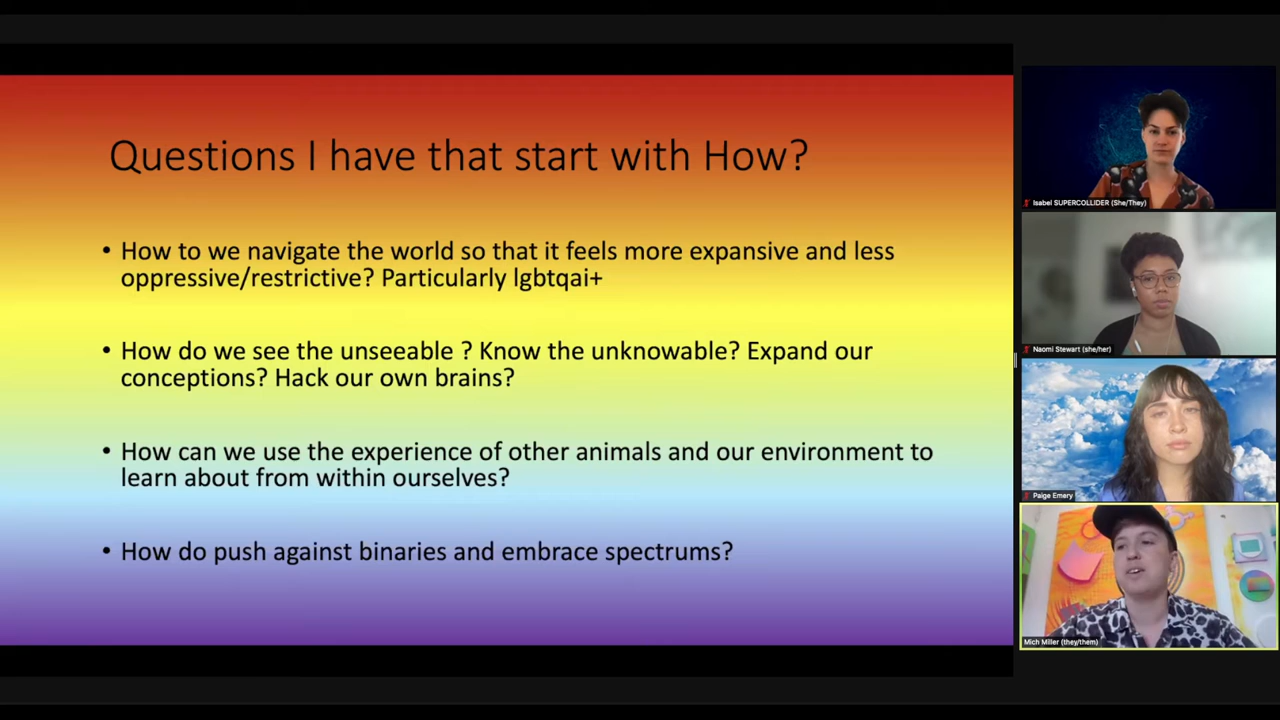 Questions I have that start with How?
• How to we navigate the world so that it feels more expansive and less
oppressive/restrictive? Particularly lgbtqai+
• How do we see the unseeable ? Know the unknowable? Expand our
conceptions? Hack our own brains?
• How can we use the experience of other animals and our environment to
learn about from within ourselves?
• How do push against binaries and embrace spectrums?
Isabel SUPERCOLLIDER (She/They)
Naomi Stewart (she/her)
Paige Emery
Mich Miller (they/them)